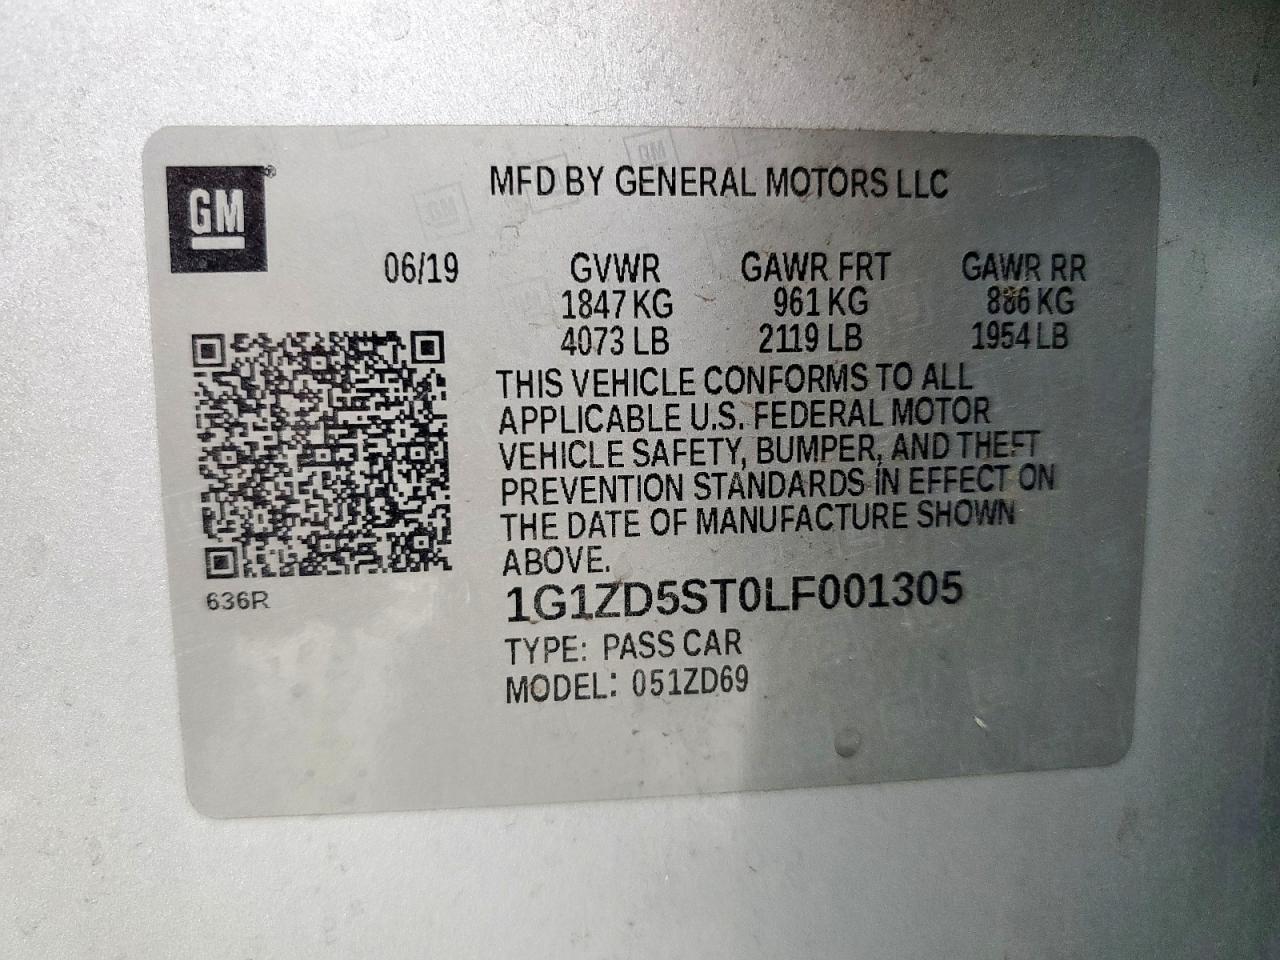 GM
MFD BY GENERAL MOTORS LLC
06/19
GVWR GAWR FRT GAWR RR
1847 KG 961 KG 886 KG
4073 LB 2119 LB 1954 LB
THIS VEHICLE CONFORMS TO ALL
APPLICABLE U.S. FEDERAL MOTOR
VEHICLE SAFETY, BUMPER, AND THEFT
PREVENTION STANDARDS IN EFFECT ON
THE DATE OF MANUFACTURE SHOWN
ABOVE.
636R
1G1ZD5ST0LF001305
TYPE: PASS CAR
MODEL: 051ZD69